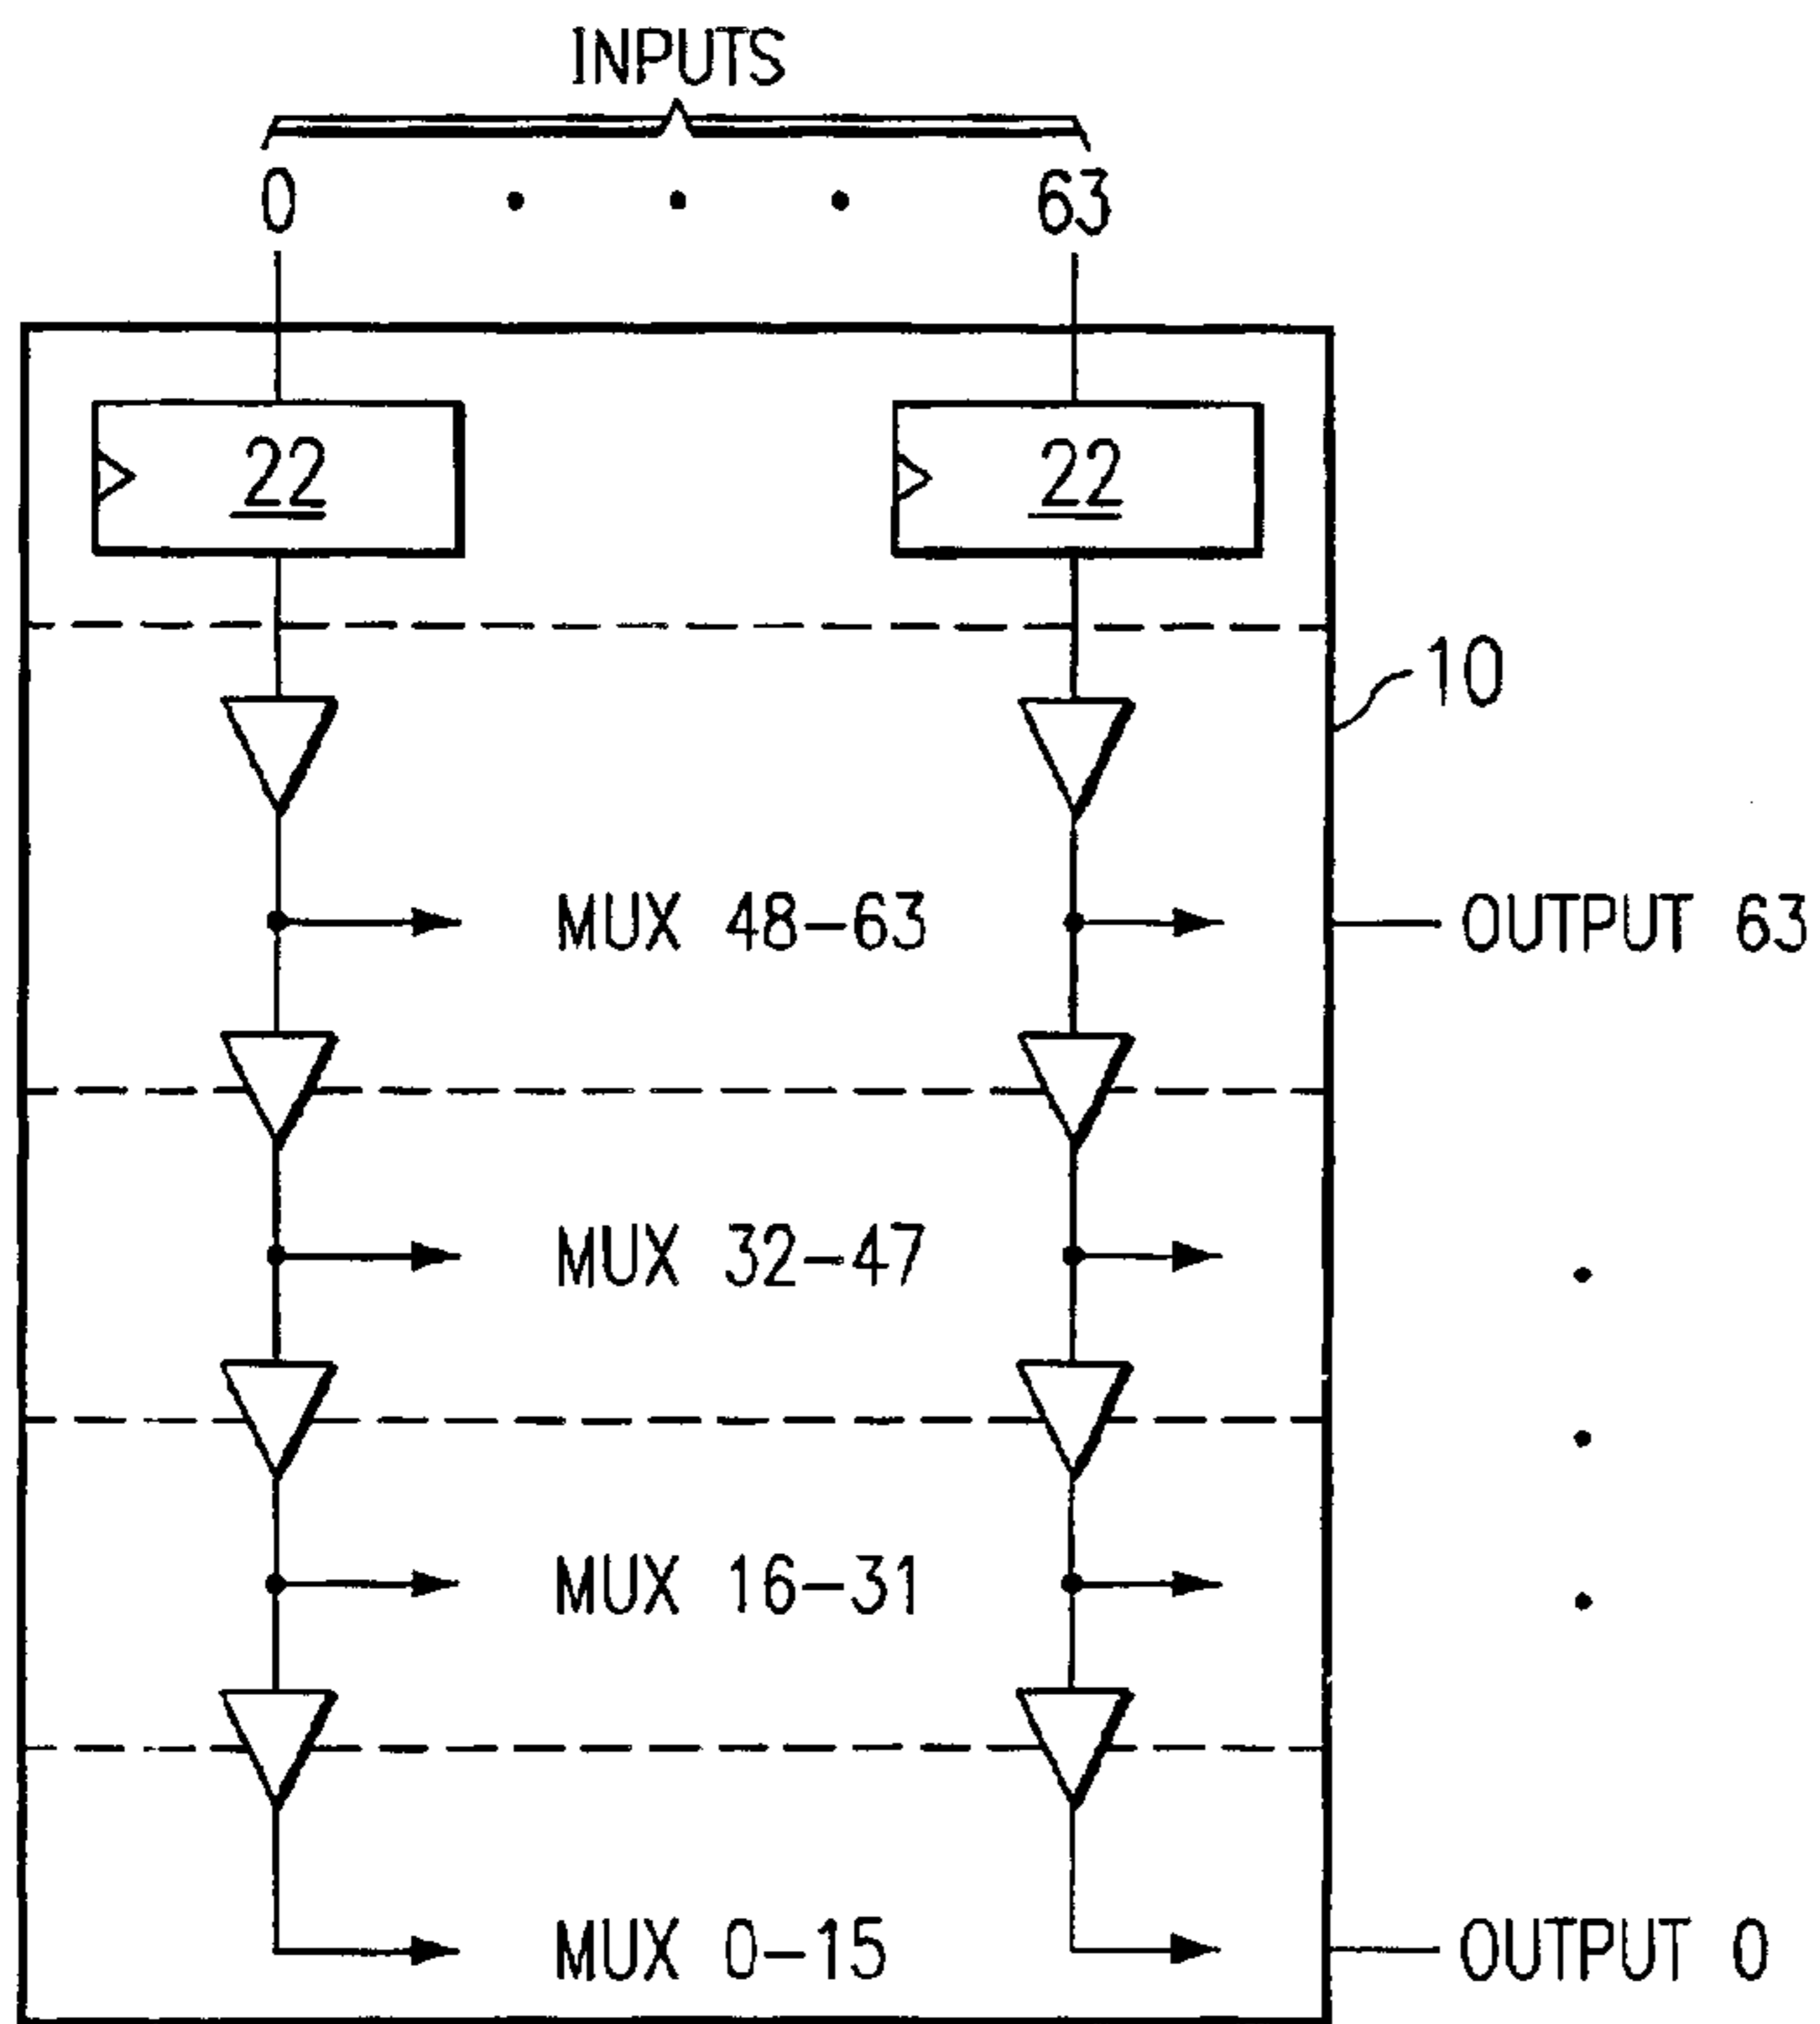 INPUTS
0 . . . 63
22 22
10
MUX 48-63 OUTPUT 63
MUX 32-47
MUX 16-31
MUX 0-15 OUTPUT 0